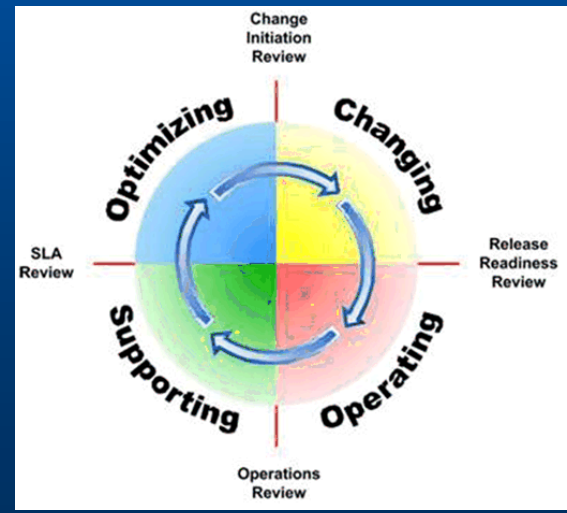 Change
Initiation
Review
Optimizing
Changing
SLA
Review
Release
Readiness
Review
Supporting
Operating
Operations
Review